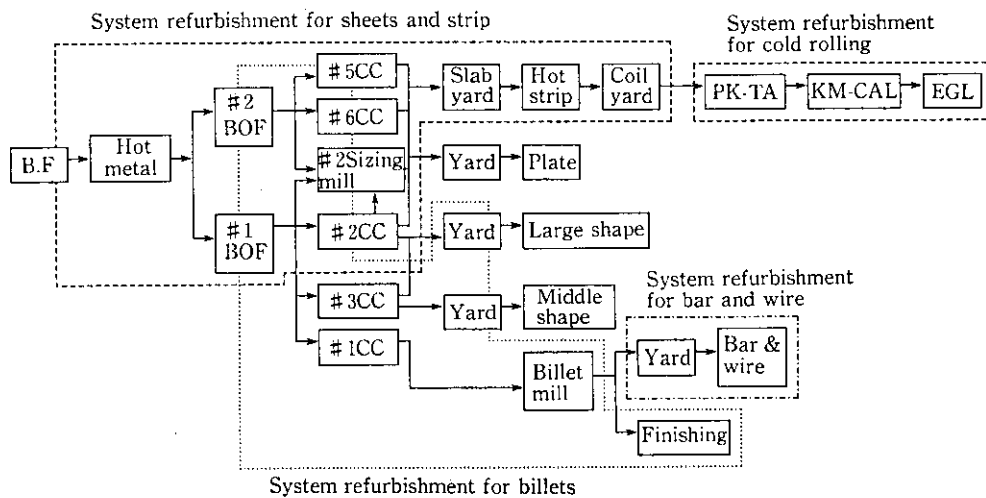 System refurbishment for sheets and strip
System refurbishment
for cold rolling
#5CC
Slab
yard
Hot
strip
Coil
yard
PK-TA
KM-CAL
EGL
#2
BOF
#6CC
B.F
Hot
metal
#2Sizing
mill
Yard
Plate
#1
BOF
#2CC
Yard
Large shape
System refurbishment
for bar and wire
#3CC
Yard
Middle
shape
#1CC
Billet
mill
Yard
Bar &
wire
Finishing
System refurbishment for billets